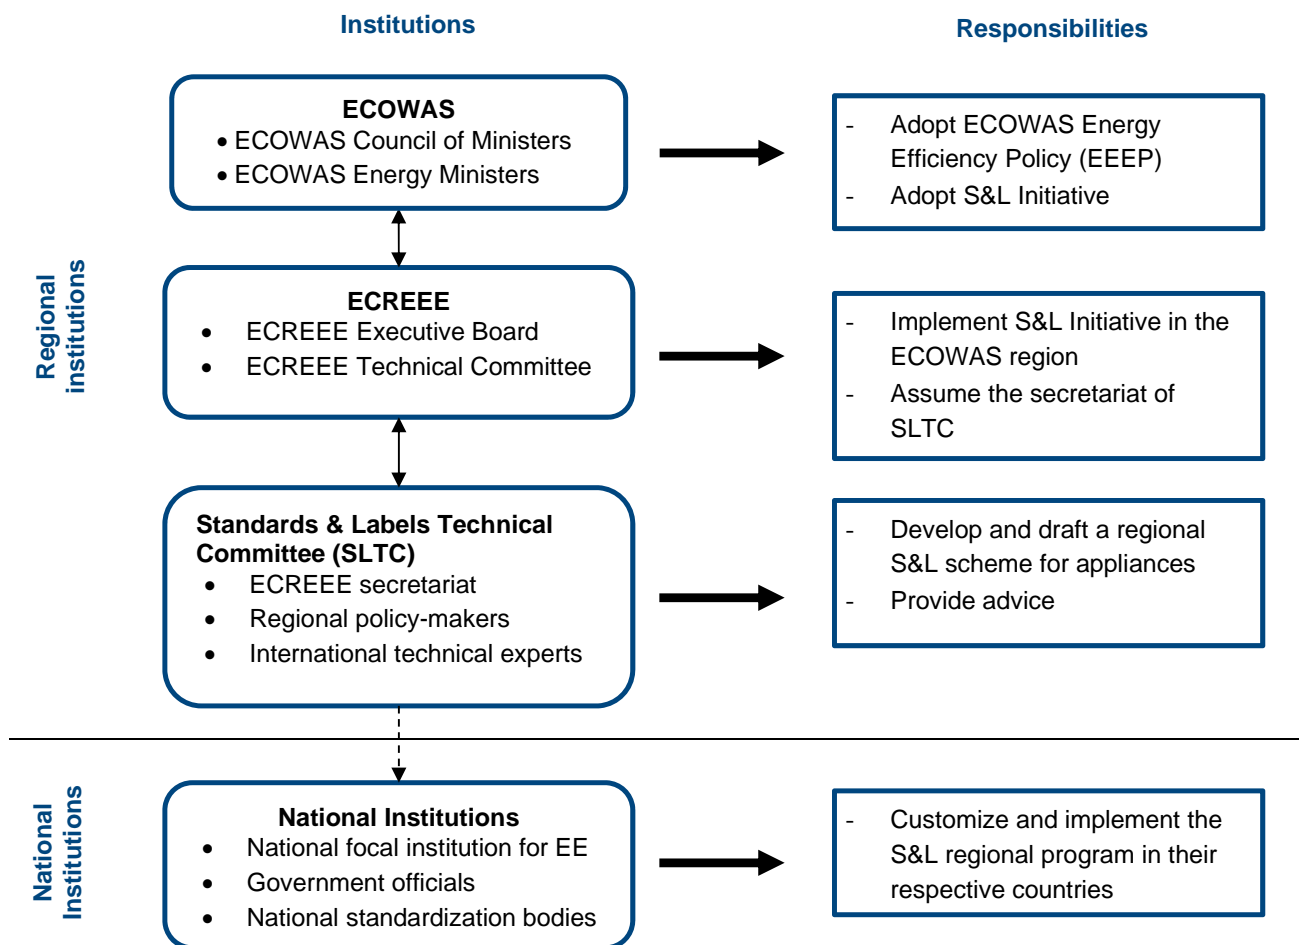 Institutions
Responsibilities
Regional
institutions
ECOWAS
• ECOWAS Council of Ministers
• ECOWAS Energy Ministers
- Adopt ECOWAS Energy
Efficiency Policy (EEEP)
- Adopt S&L Initiative
ECREEE
• ECREEE Executive Board
• ECREEE Technical Committee
- Implement S&L Initiative in the
ECOWAS region
- Assume the secretariat of
SLTC
Standards & Labels Technical
Committee (SLTC)
• ECREEE secretariat
• Regional policy-makers
• International technical experts
- Develop and draft a regional
S&L scheme for appliances
- Provide advice
National
Institutions
National Institutions
• National focal institution for EE
• Government officials
• National standardization bodies
- Customize and implement the
S&L regional program in their
respective countries